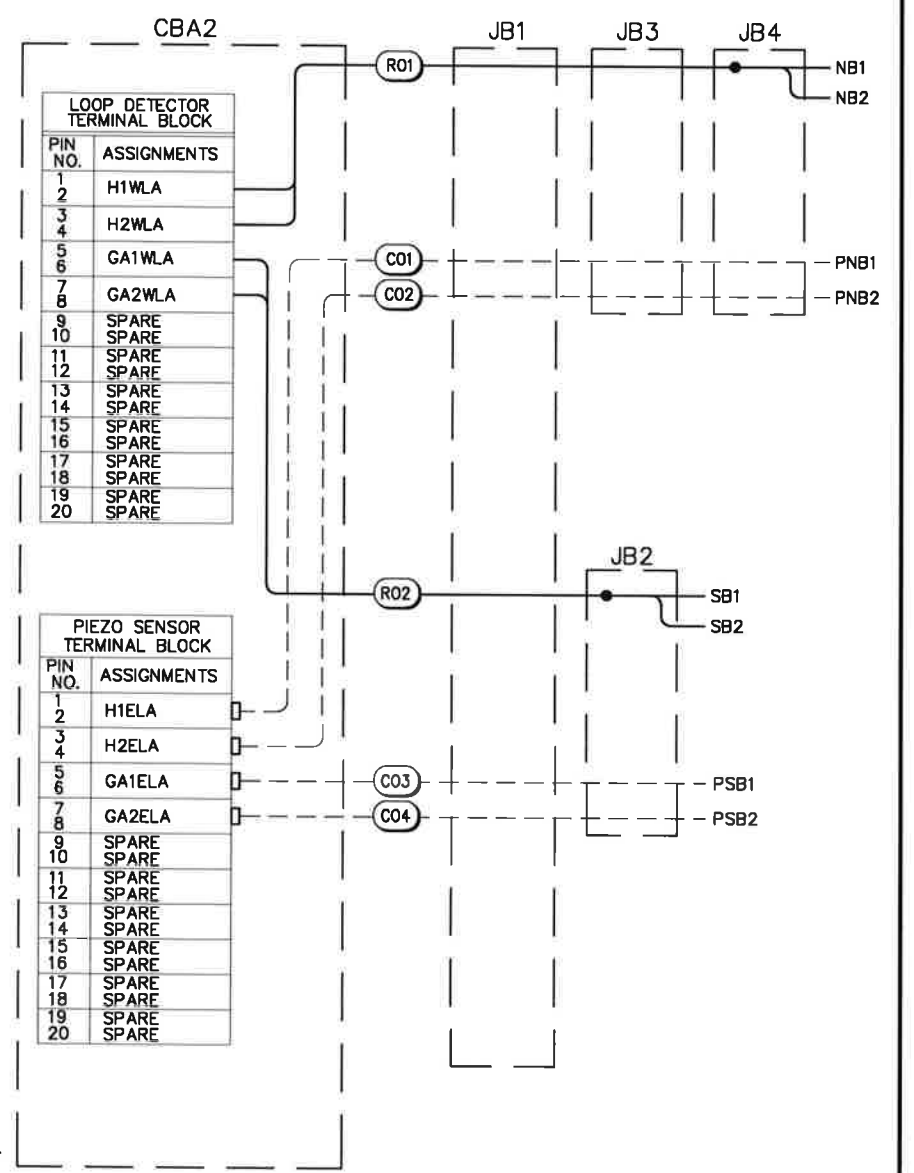 CBA2
JB1
JB3
JB4
R01
NB1
NB2
LOOP DETECTOR
TERMINAL BLOCK
PIN
NO.
ASSIGNMENTS
1
2
H1WLA
3
4
H2WLA
5
6
GA1WLA
7
8
GA2WLA
9 SPARE
10 SPARE
11 SPARE
12 SPARE
13 SPARE
14 SPARE
15 SPARE
16 SPARE
17 SPARE
18 SPARE
19 SPARE
20 SPARE
C01
PNB1
C02
PNB2
JB2
R02
SB1
SB2
PIEZO SENSOR
TERMINAL BLOCK
PIN
NO.
ASSIGNMENTS
1
2
H1ELA
3
4
H2ELA
5
6
GA1ELA
7
8
GA2ELA
9 SPARE
10 SPARE
11 SPARE
12 SPARE
13 SPARE
14 SPARE
15 SPARE
16 SPARE
17 SPARE
18 SPARE
19 SPARE
20 SPARE
C03
PSB1
C04
PSB2